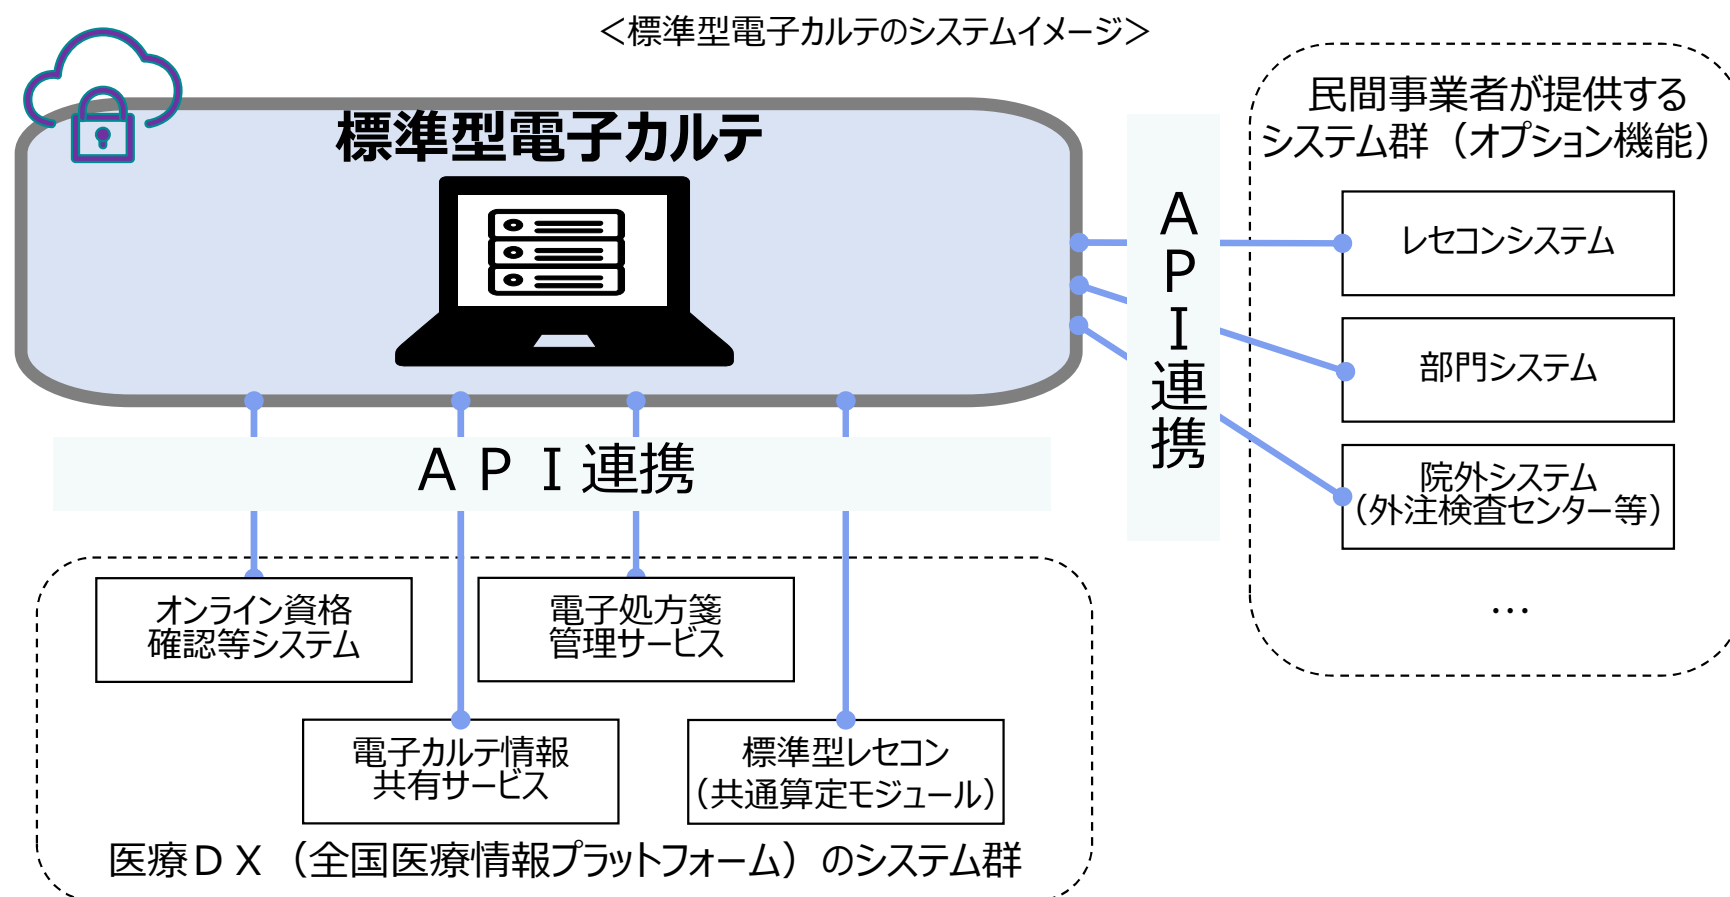 ＜標準型電子カルテのシステムイメージ＞
標準型電子カルテ
ＡＰＩ連携
民間事業者が提供する
システム群（オプション機能）
レセコンシステム
部門システム
院外システム
（外注検査センター等）
…
ＡＰＩ連携
オンライン資格
確認等システム
電子処方箋
管理サービス
電子カルテ情報
共有サービス
標準型レセコン
（共通算定モジュール）
医療ＤＸ（全国医療情報プラットフォーム）のシステム群